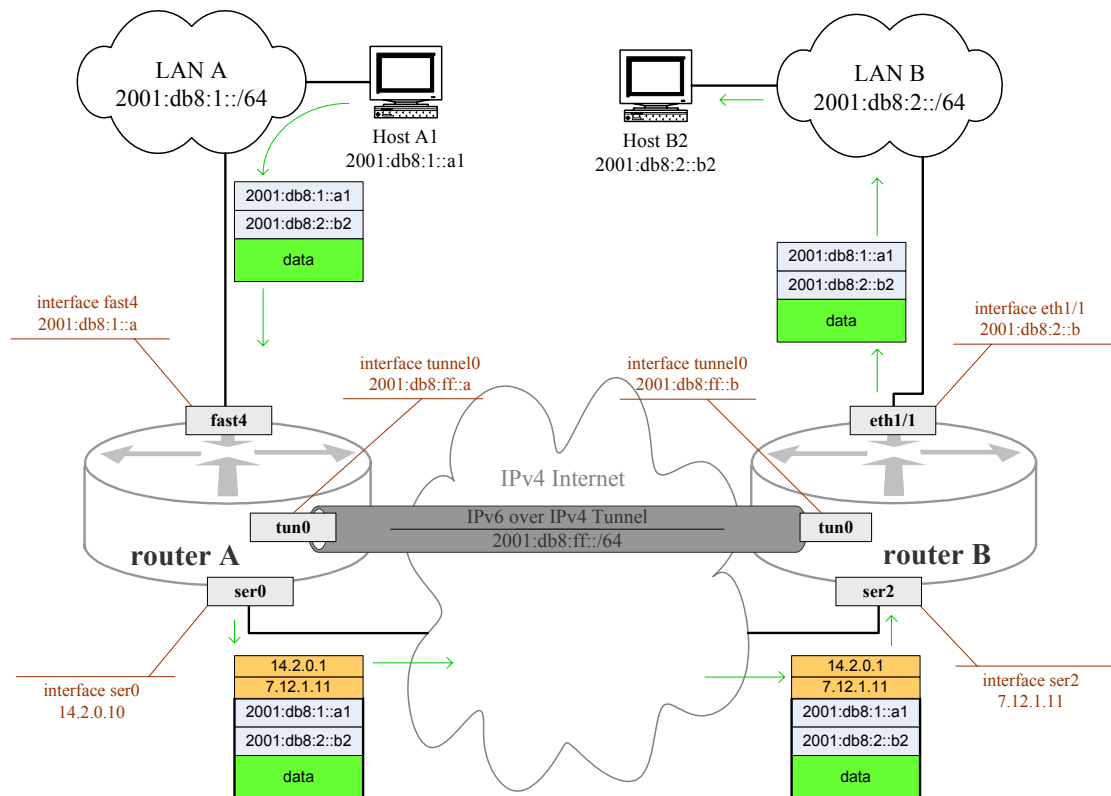 LAN A
2001:db8:1::/64
Host A1
2001:db8:1::a1
Host B2
2001:db8:2::b2
LAN B
2001:db8:2::/64
2001:db8:1::a1
2001:db8:2::b2
data
2001:db8:1::a1
2001:db8:2::b2
data
interface fast4
2001:db8:1::a
interface tunnel0
2001:db8:ff::a
interface tunnel0
2001:db8:ff::b
interface eth1/1
2001:db8:2::b
fast4
eth1/1
IPv4 Internet
tun0
IPv6 over IPv4 Tunnel
2001:db8:ff::/64
tun0
router A
router B
ser0
ser2
interface ser0
14.2.0.10
14.2.0.1
7.12.1.11
2001:db8:1::a1
2001:db8:2::b2
data
14.2.0.1
7.12.1.11
2001:db8:1::a1
2001:db8:2::b2
data
interface ser2
7.12.1.11